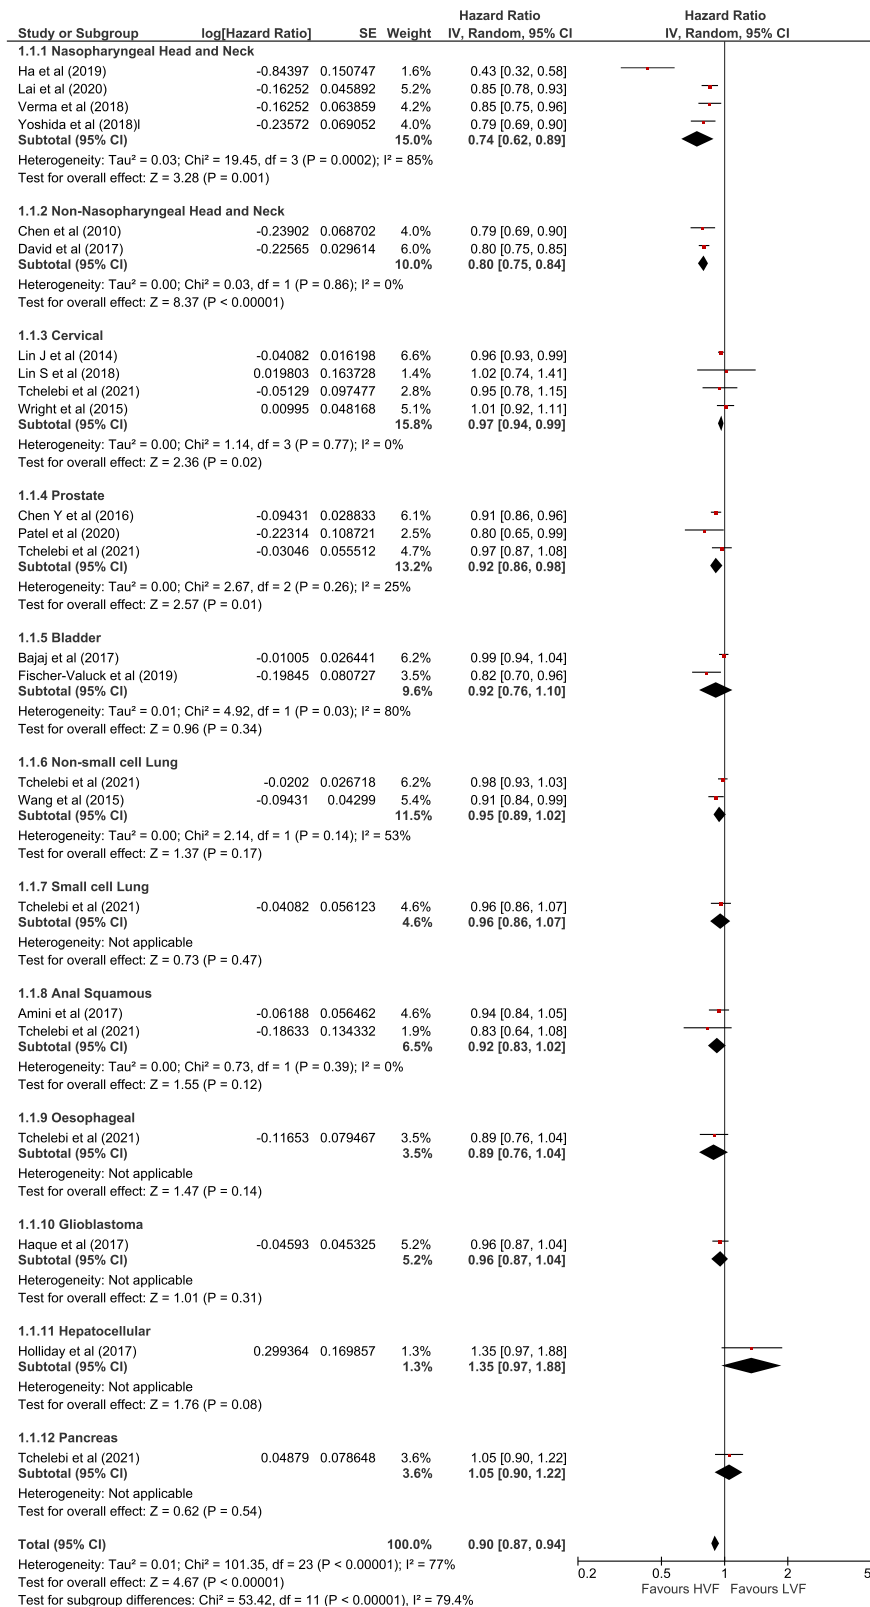 Hazard Ratio Hazard Ratio
Study or Subgroup log[Hazard Ratio] SE Weight IV, Random, 95% CI IV, Random, 95% CI
1.1.1 Nasopharyngeal Head and Neck
Ha et al (2019) -0.84397 0.150747 1.6% 0.43 [0.32, 0.58]
Lai et al (2020) -0.16252 0.045892 5.2% 0.85 [0.78, 0.93]
Verma et al (2018) -0.16252 0.063859 4.2% 0.85 [0.75, 0.96]
Yoshida et al (2018)l -0.23572 0.069052 4.0% 0.79 [0.69, 0.90]
Subtotal (95% CI) 15.0% 0.74 [0.62, 0.89]
Heterogeneity: Tau² = 0.03; Chi² = 19.45, df = 3 (P = 0.0002); I² = 85%
Test for overall effect: Z = 3.28 (P = 0.001)
1.1.2 Non-Nasopharyngeal Head and Neck
Chen et al (2010) -0.23902 0.068702 4.0% 0.79 [0.69, 0.90]
David et al (2017) -0.22565 0.029614 6.0% 0.80 [0.75, 0.85]
Subtotal (95% CI) 10.0% 0.80 [0.75, 0.84]
Heterogeneity: Tau² = 0.00; Chi² = 0.03, df = 1 (P = 0.86); I² = 0%
Test for overall effect: Z = 8.37 (P < 0.00001)
1.1.3 Cervical
Lin J et al (2014) -0.04082 0.016198 6.6% 0.96 [0.93, 0.99]
Lin S et al (2018) 0.019803 0.163728 1.4% 1.02 [0.74, 1.41]
Tchelebi et al (2021) -0.05129 0.097477 2.8% 0.95 [0.78, 1.15]
Wright et al (2015) 0.00995 0.048168 5.1% 1.01 [0.92, 1.11]
Subtotal (95% CI) 15.8% 0.97 [0.94, 0.99]
Heterogeneity: Tau² = 0.00; Chi² = 1.14, df = 3 (P = 0.77); I² = 0%
Test for overall effect: Z = 2.36 (P = 0.02)
1.1.4 Prostate
Chen Y et al (2016) -0.09431 0.028833 6.1% 0.91 [0.86, 0.96]
Patel et al (2020) -0.22314 0.108721 2.5% 0.80 [0.65, 0.99]
Tchelebi et al (2021) -0.03046 0.055512 4.7% 0.97 [0.87, 1.08]
Subtotal (95% CI) 13.2% 0.92 [0.86, 0.98]
Heterogeneity: Tau² = 0.00; Chi² = 2.67, df = 2 (P = 0.26); I² = 25%
Test for overall effect: Z = 2.57 (P = 0.01)
1.1.5 Bladder
Bajaj et al (2017) -0.01005 0.026441 6.2% 0.99 [0.94, 1.04]
Fischer-Valuck et al (2019) -0.19845 0.080727 3.5% 0.82 [0.70, 0.96]
Subtotal (95% CI) 9.6% 0.92 [0.76, 1.10]
Heterogeneity: Tau² = 0.01; Chi² = 4.92, df = 1 (P = 0.03); I² = 80%
Test for overall effect: Z = 0.96 (P = 0.34)
1.1.6 Non-small cell Lung
Tchelebi et al (2021) -0.0202 0.026718 6.2% 0.98 [0.93, 1.03]
Wang et al (2015) -0.09431 0.04299 5.4% 0.91 [0.84, 0.99]
Subtotal (95% CI) 11.5% 0.95 [0.89, 1.02]
Heterogeneity: Tau² = 0.00; Chi² = 2.14, df = 1 (P = 0.14); I² = 53%
Test for overall effect: Z = 1.37 (P = 0.17)
1.1.7 Small cell Lung
Tchelebi et al (2021) -0.04082 0.056123 4.6% 0.96 [0.86, 1.07]
Subtotal (95% CI) 4.6% 0.96 [0.86, 1.07]
Heterogeneity: Not applicable
Test for overall effect: Z = 0.73 (P = 0.47)
1.1.8 Anal Squamous
Amini et al (2017) -0.06188 0.056462 4.6% 0.94 [0.84, 1.05]
Tchelebi et al (2021) -0.18633 0.134332 1.9% 0.83 [0.64, 1.08]
Subtotal (95% CI) 6.5% 0.92 [0.83, 1.02]
Heterogeneity: Tau² = 0.00; Chi² = 0.73, df = 1 (P = 0.39); I² = 0%
Test for overall effect: Z = 1.55 (P = 0.12)
1.1.9 Oesophageal
Tchelebi et al (2021) -0.11653 0.079467 3.5% 0.89 [0.76, 1.04]
Subtotal (95% CI) 3.5% 0.89 [0.76, 1.04]
Heterogeneity: Not applicable
Test for overall effect: Z = 1.47 (P = 0.14)
1.1.10 Glioblastoma
Haque et al (2017) -0.04593 0.045325 5.2% 0.96 [0.87, 1.04]
Subtotal (95% CI) 5.2% 0.96 [0.87, 1.04]
Heterogeneity: Not applicable
Test for overall effect: Z = 1.01 (P = 0.31)
1.1.11 Hepatocellular
Holliday et al (2017) 0.299364 0.169857 1.3% 1.35 [0.97, 1.88]
Subtotal (95% CI) 1.3% 1.35 [0.97, 1.88]
Heterogeneity: Not applicable
Test for overall effect: Z = 1.76 (P = 0.08)
1.1.12 Pancreas
Tchelebi et al (2021) 0.04879 0.078648 3.6% 1.05 [0.90, 1.22]
Subtotal (95% CI) 3.6% 1.05 [0.90, 1.22]
Heterogeneity: Not applicable
Test for overall effect: Z = 0.62 (P = 0.54)
Total (95% CI) 100.0% 0.90 [0.87, 0.94]
Heterogeneity: Tau² = 0.01; Chi² = 101.35, df = 23 (P < 0.00001); I² = 77%
0.2 0.5 1 2 5
Test for overall effect: Z = 4.67 (P < 0.00001)
Favours HVF Favours LVF
Test for subgroup differences: Chi² = 53.42, df = 11 (P < 0.00001), I² = 79.4%